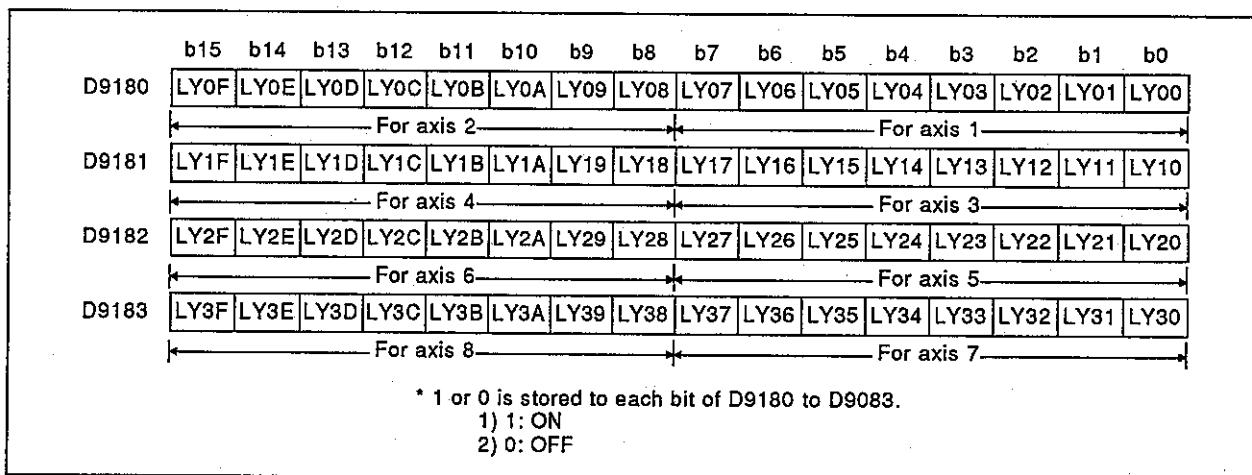 b15 b14 b13 b12 b11 b10 b9 b8 b7 b6 b5 b4 b3 b2 b1 b0
D9180 LY0F LY0E LY0D LY0C LY0B LY0A LY09 LY08 LY07 LY06 LY05 LY04 LY03 LY02 LY01 LY00
For axis 2 For axis 1
D9181 LY1F LY1E LY1D LY1C LY1B LY1A LY19 LY18 LY17 LY16 LY15 LY14 LY13 LY12 LY11 LY10
For axis 4 For axis 3
D9182 LY2F LY2E LY2D LY2C LY2B LY2A LY29 LY28 LY27 LY26 LY25 LY24 LY23 LY22 LY21 LY20
For axis 6 For axis 5
D9183 LY3F LY3E LY3D LY3C LY3B LY3A LY39 LY38 LY37 LY36 LY35 LY34 LY33 LY32 LY31 LY30
For axis 8 For axis 7
* 1 or 0 is stored to each bit of D9180 to D9083.
1) 1: ON
2) 0: OFF